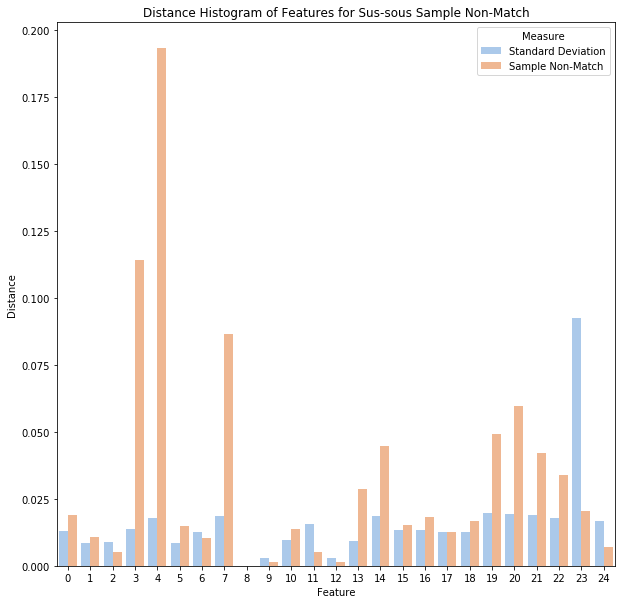 Distance Histogram of Features for Sus-sous Sample Non-Match
Measure
Standard Deviation
Sample Non-Match
0.200
0.175
0.150
0.125
0.100
0.075
0.050
0.025
0.000
Distance
0 1 2 3 4 5 6 7 8 9 10 11 12 13 14 15 16 17 18 19 20 21 22 23 24
Feature